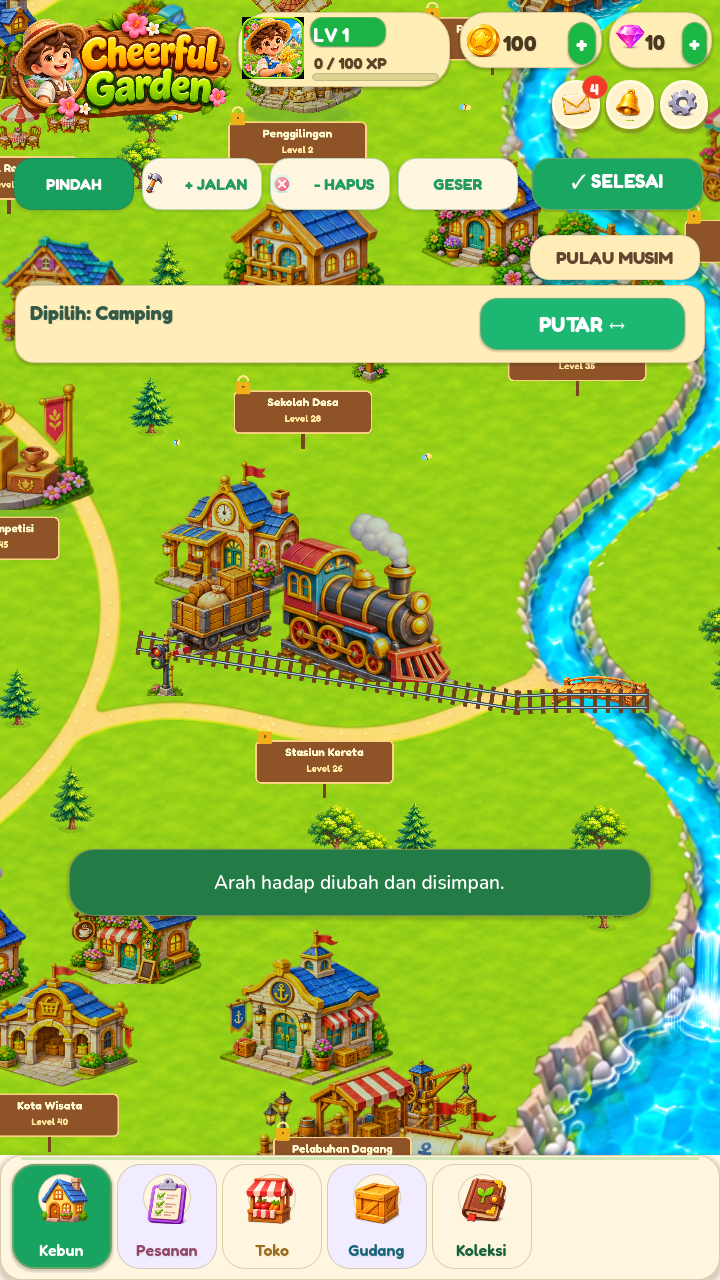 Cheerful
Garden
LV 1
0 / 100 XP
100
+
10
+
4
Penggilingan
Level 2
PINDAH
+ JALAN
- HAPUS
GESER
✓ SELESAI
PULAU MUSIM
Dipilih: Camping
PUTAR ↔
Level 35
Sekolah Desa
Level 28
mpetisi
45
Stasiun Kereta
Level 26
Arah hadap diubah dan disimpan.
Kota Wisata
Level 40
Pelabuhan Dagang
Kebun
Pesanan
Toko
Gudang
Koleksi